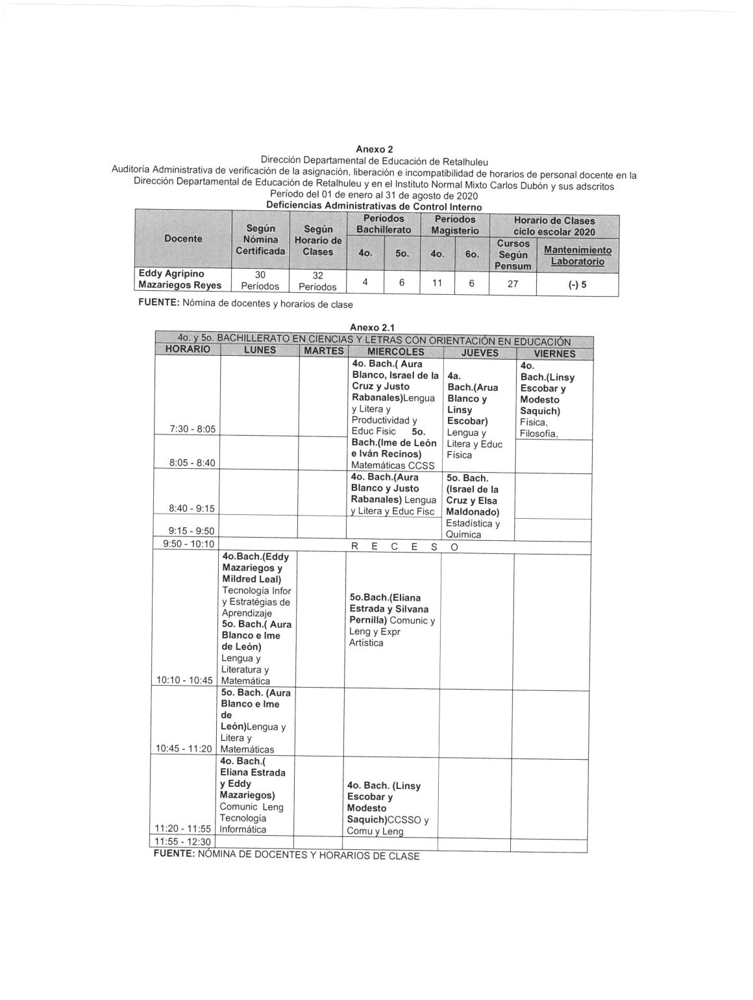 Anexo 2
Dirección Departamental de Educación de Retalhuleu
Auditoría Administrativa de verificación de la asignación, liberación e incompatibilidad de horarios de personal docente en la
Dirección Departamental de Educación de Retalhuleu y en el Instituto Normal Mixto Carlos Dubón y sus adscritos
Período del 01 de enero al 31 de agosto de 2020
Deficiencias Administrativas de Control Interno
Docente
Según
Nómina
Certificada
Según
Horario de
Clases
Períodos
Bachillerato
Períodos
Magisterio
Horario de Clases
ciclo escolar 2020
4o.
5o.
4o.
6o.
Cursos
Según
Pensum
Mantenimiento
Laboratorio
Eddy Agripino
Mazariegos Reyes
30
Períodos
32
Períodos
4
6
11
6
27
(-) 5
FUENTE: Nómina de docentes y horarios de clase
Anexo 2.1
4o. y 5o. BACHILLERATO EN CIENCIAS Y LETRAS CON ORIENTACIÓN EN EDUCACIÓN
HORARIO LUNES MARTES MIERCOLES JUEVES VIERNES
7:30 - 8:05
4o. Bach.( Aura
Blanco, Israel de la
Cruz y Justo
Rabanales)Lengua
y Litera y
Productividad y
Educ Fisic 5o.
Bach.(Ime de León
e Iván Recinos)
Matemáticas CCSS
4a.
Bach.(Arua
Blanco y
Linsy
Escobar)
Lengua y
Litera y Educ
Física
4o.
Bach.(Linsy
Escobar y
Modesto
Saquich)
Física,
Filosofía,
8:05 - 8:40
8:40 - 9:15
4o. Bach.(Aura
Blanco y Justo
Rabanales) Lengua
y Litera y Educ Fisc
5o. Bach.
(Israel de la
Cruz y Elsa
Maldonado)
Estadística y
Química
9:15 - 9:50
9:50 - 10:10 R E C E S O
10:10 - 10:45
4o.Bach.(Eddy
Mazariegos y
Mildred Leal)
Tecnología Infor
y Estratégias de
Aprendizaje
5o. Bach.( Aura
Blanco e Ime
de León)
Lengua y
Literatura y
Matemática
5o.Bach.(Eliana
Estrada y Silvana
Pernilla) Comunic y
Leng y Expr
Artística
10:45 - 11:20
5o. Bach. (Aura
Blanco e Ime
de
León)Lengua y
Litera y
Matemáticas
11:20 - 11:55
4o. Bach.(
Eliana Estrada
y Eddy
Mazariegos)
Comunic Leng
Tecnología
Informática
4o. Bach. (Linsy
Escobar y
Modesto
Saquich)CCSSO y
Comu y Leng
11:55 - 12:30
FUENTE: NÓMINA DE DOCENTES Y HORARIOS DE CLASE